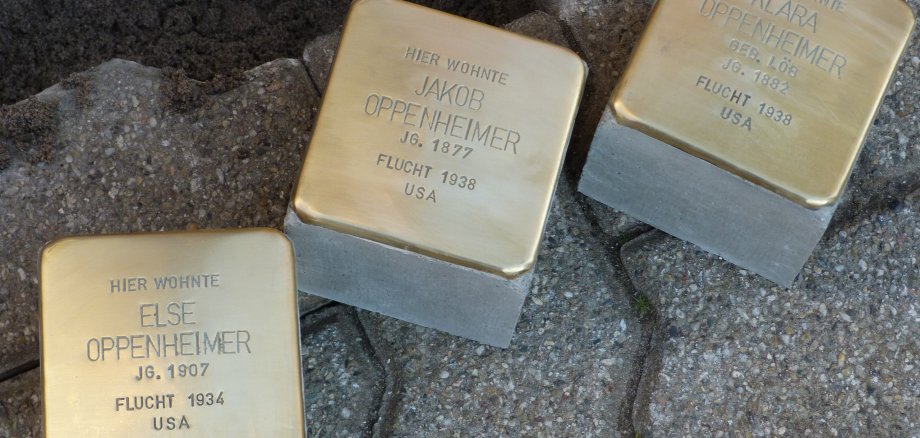 HIER WOHNTE
ELSE
OPPENHEIMER
JG. 1907
FLUCHT 1934
USA
HIER WOHNTE
JAKOB
OPPENHEIMER
JG. 1877
FLUCHT 1938
USA
WOHNTE
KLARA
OPPENHEIMER
GEB. LÖB
JG. 1882
FLUCHT 1938
USA